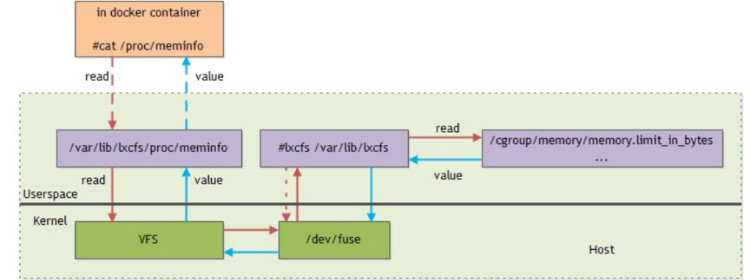 in docker container
#cat /proc/meminfo
read
value
/var/lib/lxcfs/proc/meminfo
#lxcfs /var/lib/lxcfs
read
/cgroup/memory/memory.limit_in_bytes
...
value
read
value
Userspace
Kernel
VFS
/dev/fuse
Host